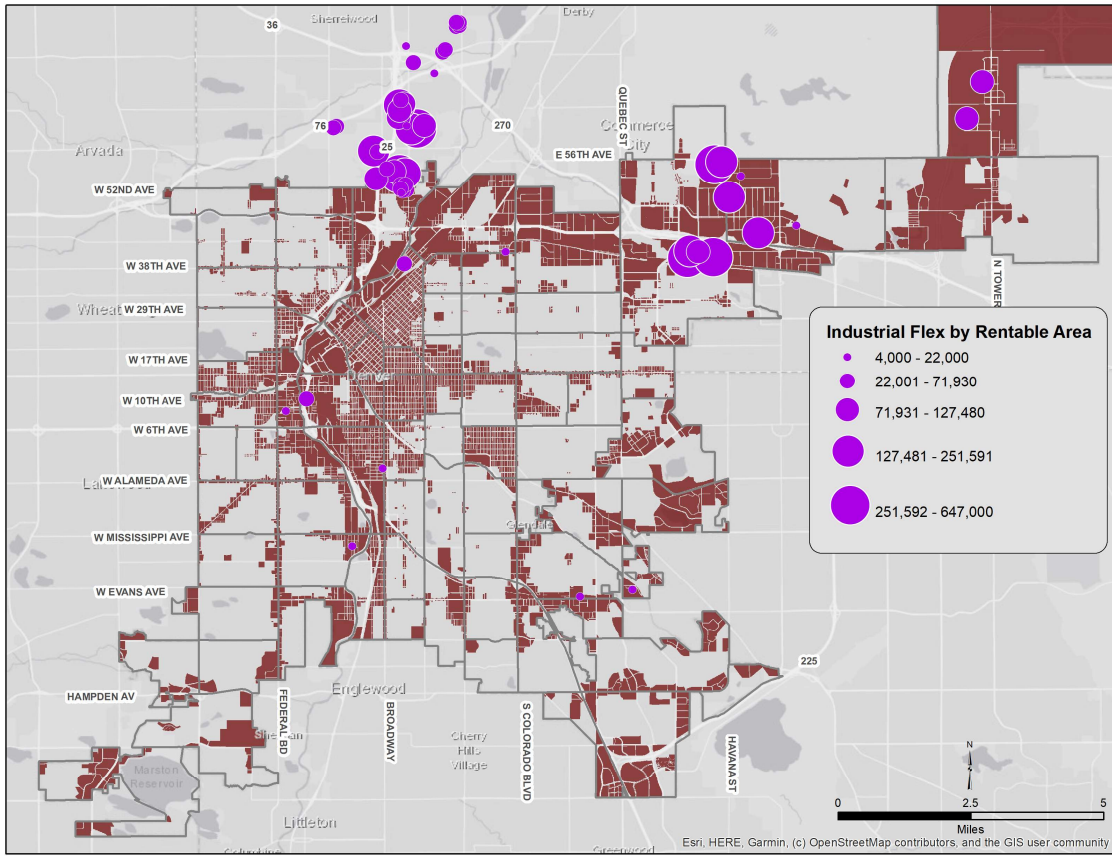 Sherrelwood
Derby
36
76
270
25
Arvada
QUEBEC ST
Commerce
City
E 56TH AVE
W 52ND AVE
W 38TH AVE
N TOWER
W 29TH AVE
W 17TH AVE
Denver
W 10TH AVE
W 6TH AVE
W ALAMEDA AVE
Glendale
W MISSISSIPPI AVE
W EVANS AVE
225
HAMPDEN AV
FEDERAL BD
Englewood
BROADWAY
S COLORADO BLVD
HAVANA ST
Cherry
Hills
Village
Marston
Reservoir
Littleton
Columbine
Greenwood
Industrial Flex by Rentable Area
4,000 - 22,000
22,001 - 71,930
71,931 - 127,480
127,481 - 251,591
251,592 - 647,000
N
0 2.5 5
Miles
Esri, HERE, Garmin, (c) OpenStreetMap contributors, and the GIS user community